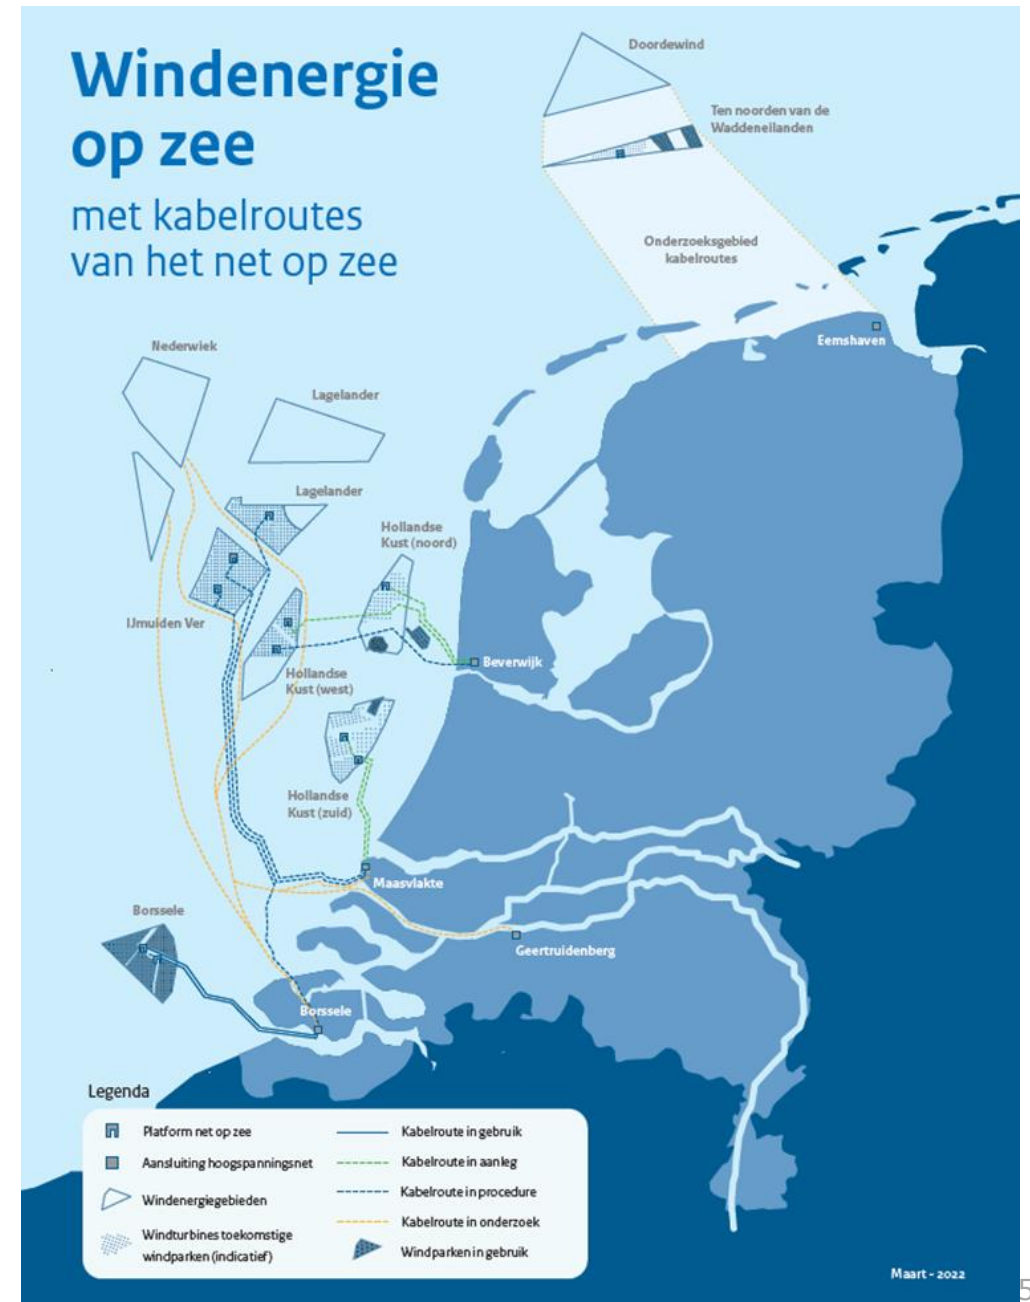 Windenergie
op zee
met kabelroutes
van het net op zee
Doordewind
Ten noorden van de
Waddeneilanden
Onderzoeksgebied
kabelroutes
Eemshaven
Nederwiek
Lagelander
Lagelander
Hollandse
Kust (noord)
IJmuiden Ver
Beverwijk
Hollandse
Kust (west)
Hollandse
Kust (zuid)
Maasvlakte
Borssele
Geertruidenberg
Borssele
Legenda
Platform net op zee
Aansluiting hoogspanningsnet
Windenergiegebieden
Windturbines toekomstige
windparken (indicatief)
Kabelroute in gebruik
Kabelroute in aanleg
Kabelroute in procedure
Kabelroute in onderzoek
Windparken in gebruik
Maart - 2022
5